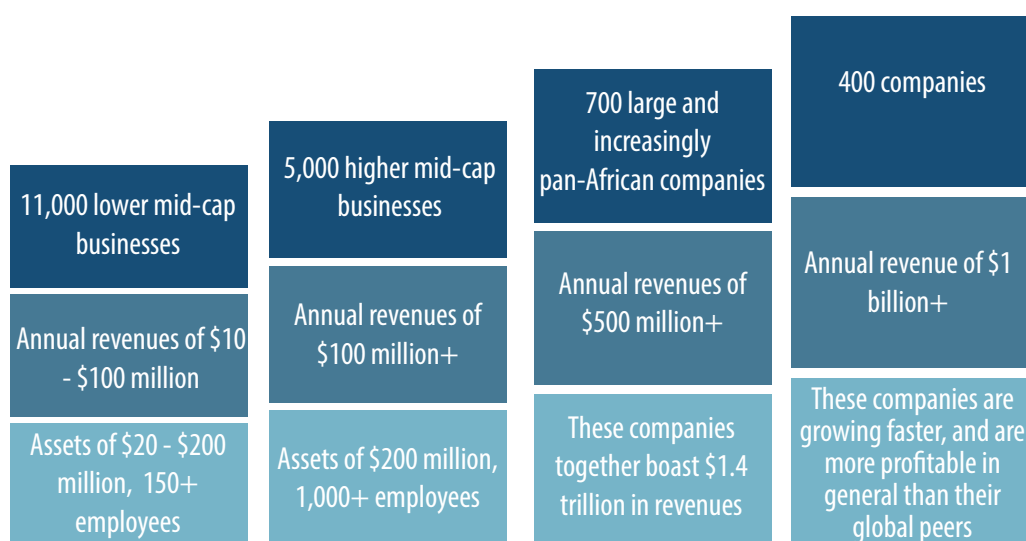 11,000 lower mid-cap
businesses
Annual revenues of $10
- $100 million
Assets of $20 - $200
million,  150+
employees
5,000 higher mid-cap
businesses
Annual revenues of
$100 million+
Assets of $200 million,
1,000+ employees
700 large and
increasingly
pan-African companies
Annual revenues of
$500 million+
These companies
together boast $1.4
trillion in revenues
400 companies
Annual revenue of $1
billion+
These companies are
growing faster, and are
more profitable in
general than their
global peers